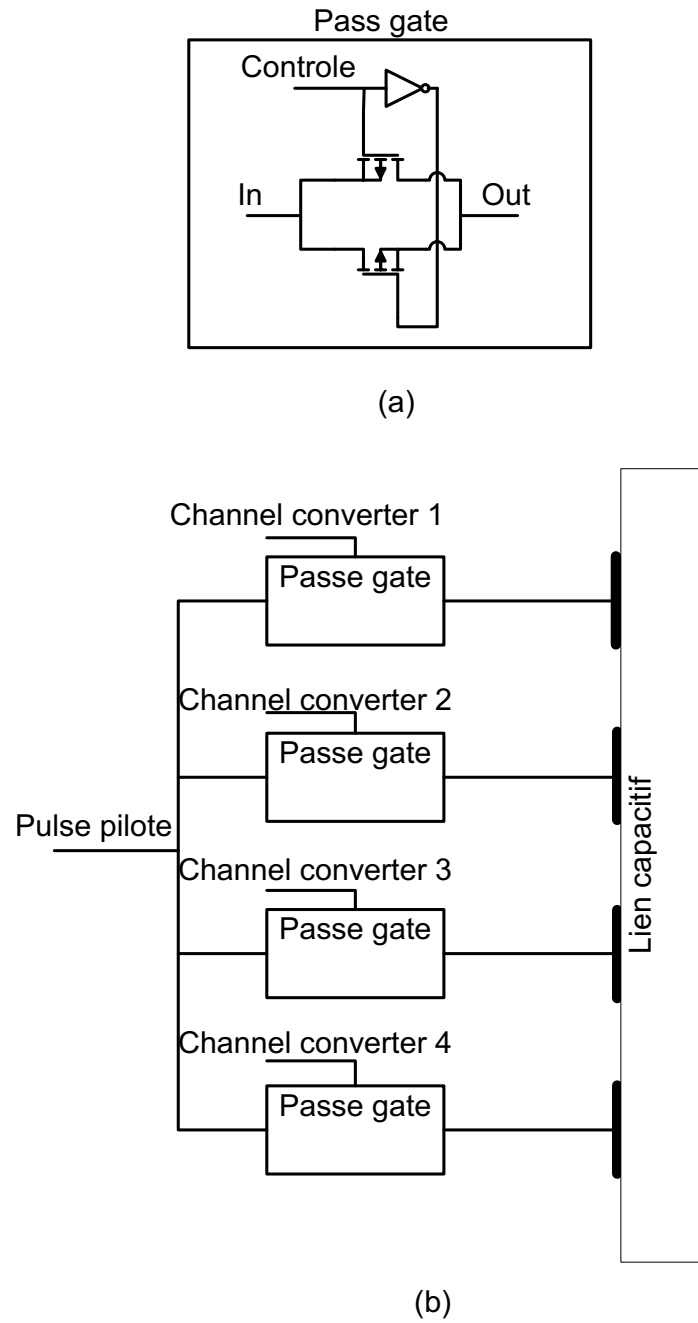 Pass gate
Controle
In
Out
(a)
Channel converter 1
Passe gate
Channel converter 2
Passe gate
Pulse pilote
Channel converter 3
Passe gate
Channel converter 4
Passe gate
Lien capacitif
(b)